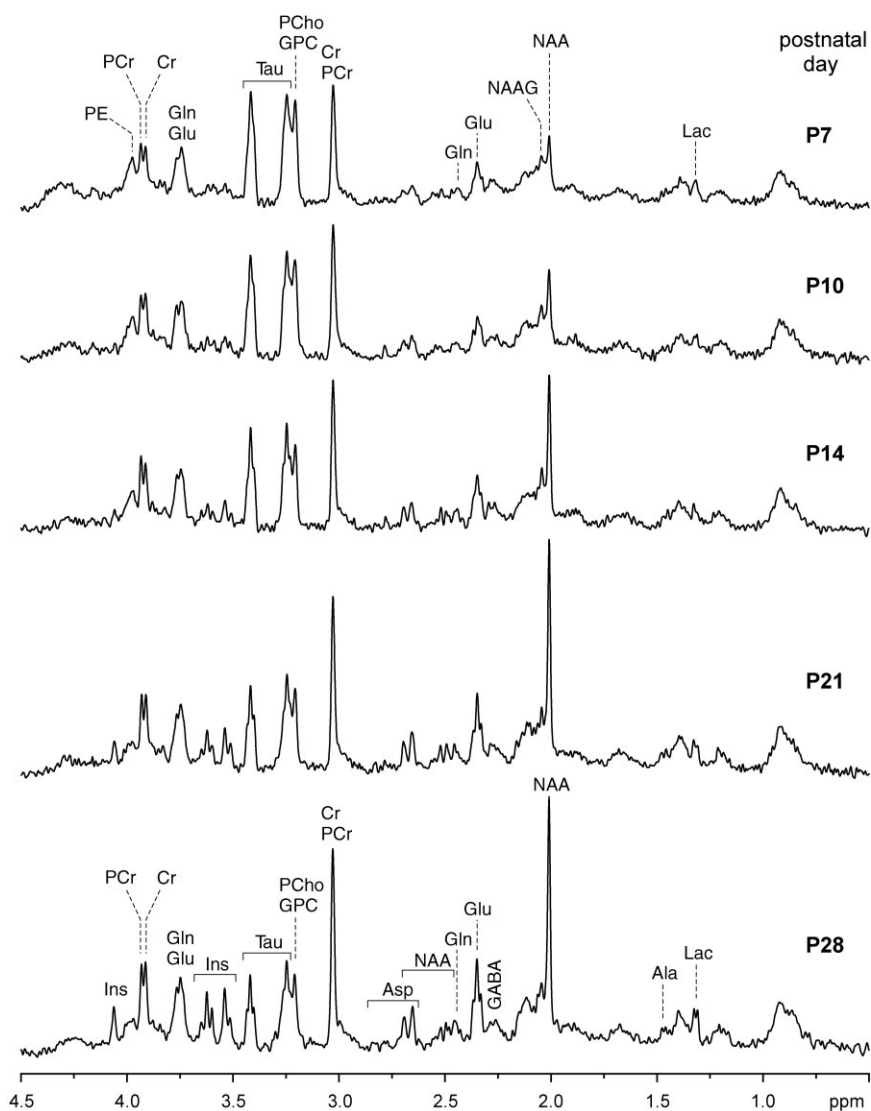 postnatal
day
P7
PCho
GPC
NAA
Cr
PCr
PCr
Cr
Tau
PE
Gln
Glu
NAAG
Glu
Gln
Lac
P10
P14
P21
NAA
P28
Cr
PCr
PCr
Cr
PCho
GPC
Glu
Gln
Glu
Ins
Tau
NAA
Gln
GABA
Lac
Ala
Ins
Asp
4.5 4.0 3.5 3.0 2.5 2.0 1.5 1.0 ppm